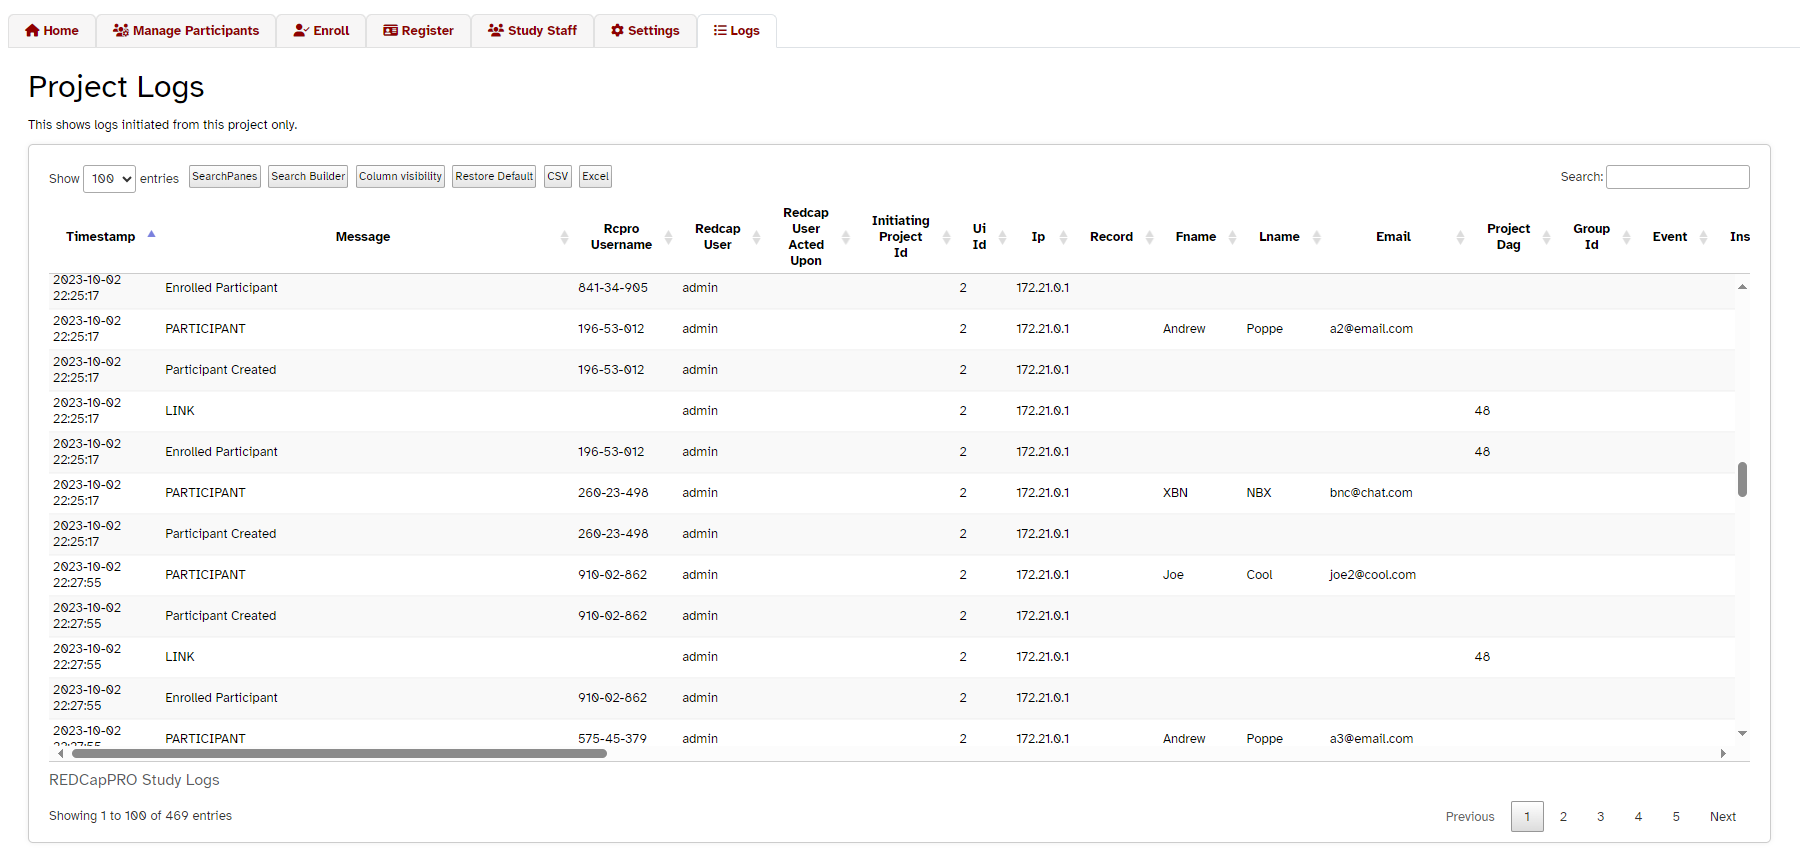 Home Manage Participants Enroll Register Study Staff Settings Logs
Project Logs
This shows logs initiated from this project only.
Show 100 entries SearchPanes Search Builder Column visibility Restore Default CSV Excel Search:
Timestamp Message Rcpro Username Redcap User Redcap User Acted Upon Initiating Project Id Ui Id Ip Record Fname Lname Email Project Dag Group Id Event Ins
2023-10-02 22:25:17 Enrolled Participant 841-34-905 admin 2 172.21.0.1
2023-10-02 22:25:17 PARTICIPANT 196-53-012 admin 2 172.21.0.1 Andrew Poppe a2@email.com
2023-10-02 22:25:17 Participant Created 196-53-012 admin 2 172.21.0.1
2023-10-02 22:25:17 LINK admin 2 172.21.0.1 48
2023-10-02 22:25:17 Enrolled Participant 196-53-012 admin 2 172.21.0.1 48
2023-10-02 22:25:17 PARTICIPANT 260-23-498 admin 2 172.21.0.1 XBN NBX bnc@chat.com
2023-10-02 22:25:17 Participant Created 260-23-498 admin 2 172.21.0.1
2023-10-02 22:27:55 PARTICIPANT 910-02-862 admin 2 172.21.0.1 Joe Cool joe2@cool.com
2023-10-02 22:27:55 Participant Created 910-02-862 admin 2 172.21.0.1
2023-10-02 22:27:55 LINK admin 2 172.21.0.1 48
2023-10-02 22:27:55 Enrolled Participant 910-02-862 admin 2 172.21.0.1
2023-10-02 22:27:55 PARTICIPANT 575-45-379 admin 2 172.21.0.1 Andrew Poppe a3@email.com
REDCapPRO Study Logs
Showing 1 to 100 of 469 entries Previous 1 2 3 4 5 Next